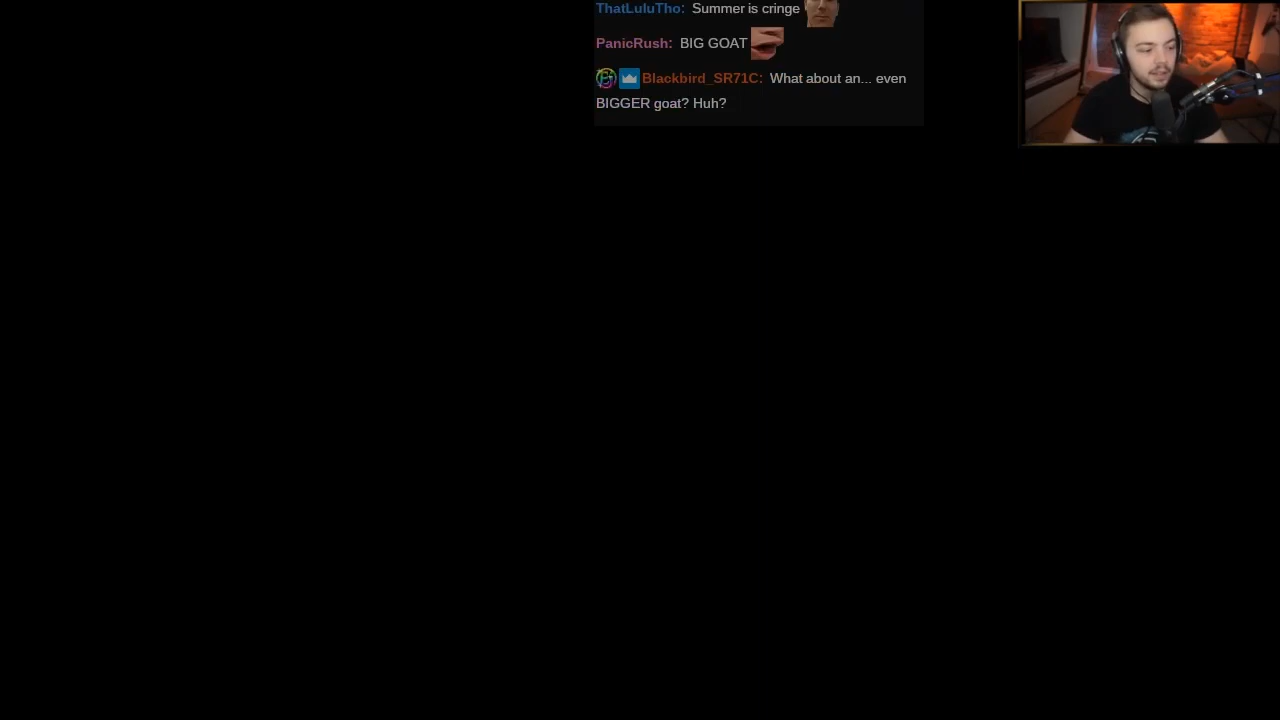 ThatLuluTho: Summer is cringe
PanicRush: BIG GOAT
Blackbird_SR71C: What about an... even
BIGGER goat? Huh?